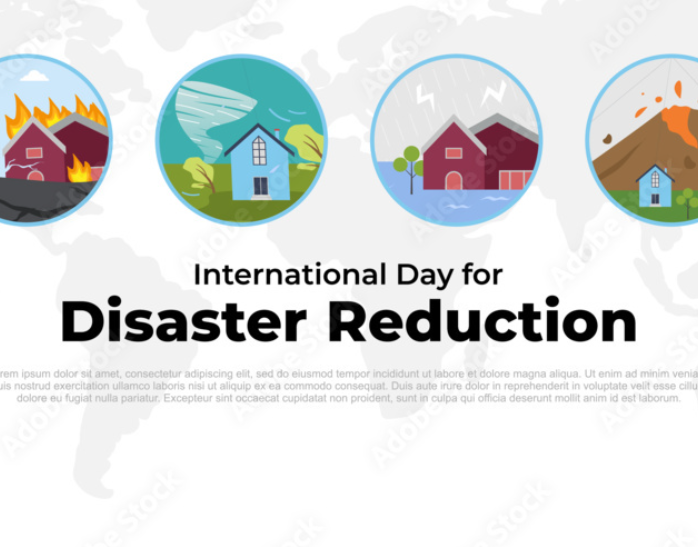 International Day for
Disaster Reduction
rem ipsum dolor sit amet, consectetur adipiscing elit, sed do eiusmod tempor incididunt ut labore et dolore magna aliqua. Ut enim ad minim venia
uis nostrud exercitation ullamco laboris nisi ut aliquip ex ea commodo consequat. Duis aute irure dolor in reprehenderit in voluptate velit esse cillu
dolore eu fugiat nulla pariatur. Excepteur sint occaecat cupidatat non proident, sunt in culpa qui officia deserunt mollit anim id est laborum.
Adobe Stock